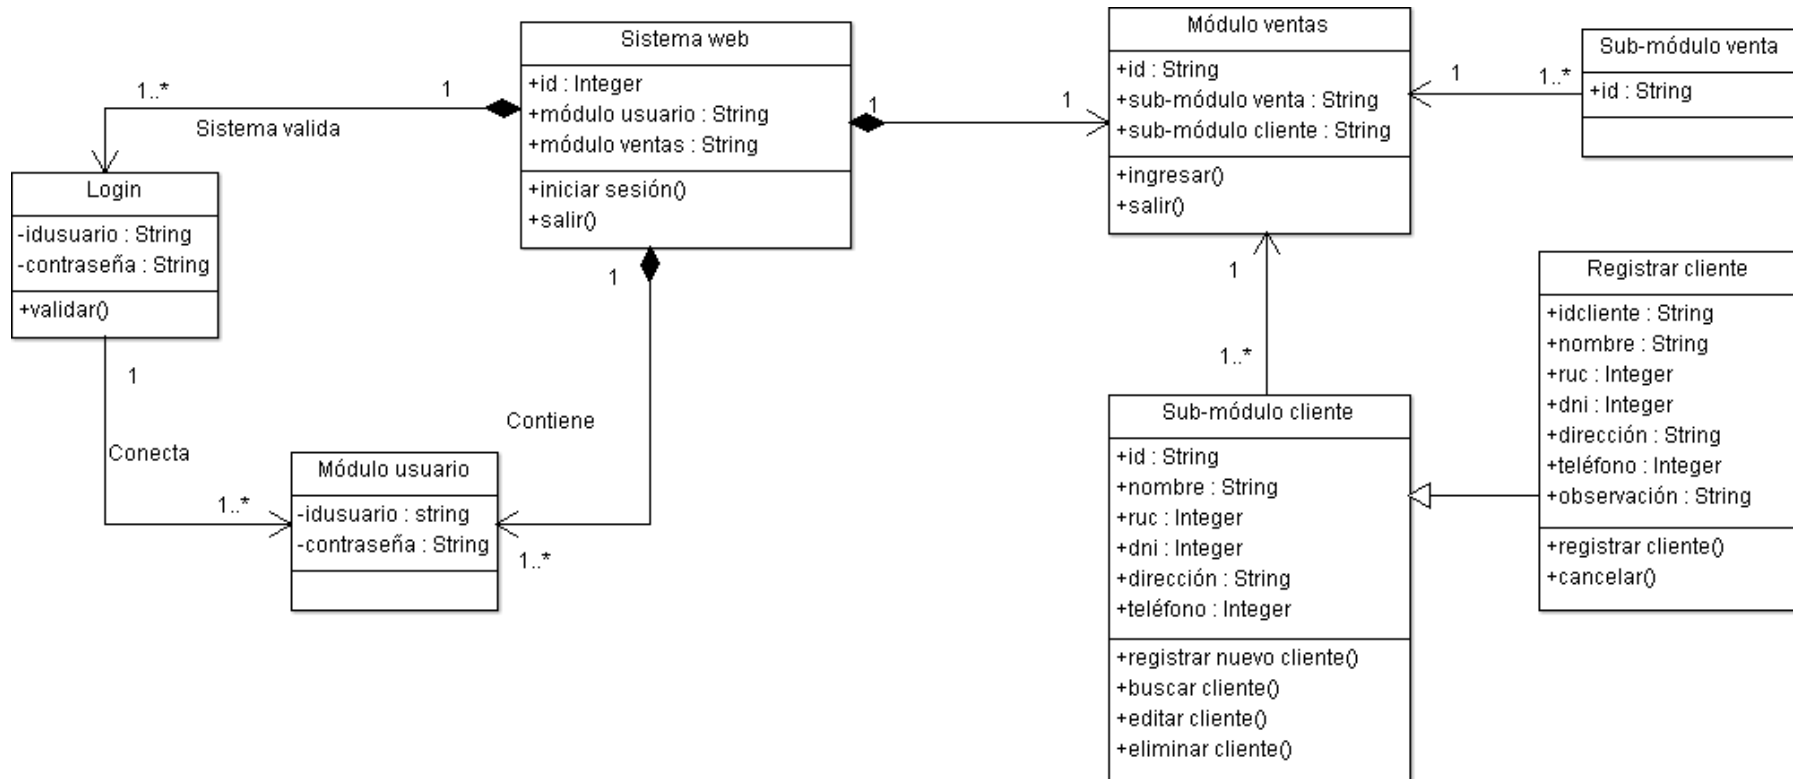 Sistema web
+id : Integer
+módulo usuario : String
+módulo ventas : String
+iniciar sesión()
+salir()
1..*
1
Sistema valida
Login
-idusuario : String
-contraseña : String
+validar()
1
Conecta
1..*
Módulo usuario
-idusuario : string
-contraseña : String
1
Contiene
1..*
1
1
Módulo ventas
+id : String
+sub-módulo venta : String
+sub-módulo cliente : String
+ingresar()
+salir()
1
1..*
Sub-módulo venta
+id : String
1
1..*
Sub-módulo cliente
+id : String
+nombre : String
+ruc : Integer
+dni : Integer
+dirección : String
+teléfono : Integer
+registrar nuevo cliente()
+buscar cliente()
+editar cliente()
+eliminar cliente()
Registrar cliente
+idcliente : String
+nombre : String
+ruc : Integer
+dni : Integer
+dirección : String
+teléfono : Integer
+observación : String
+registrar cliente()
+cancelar()